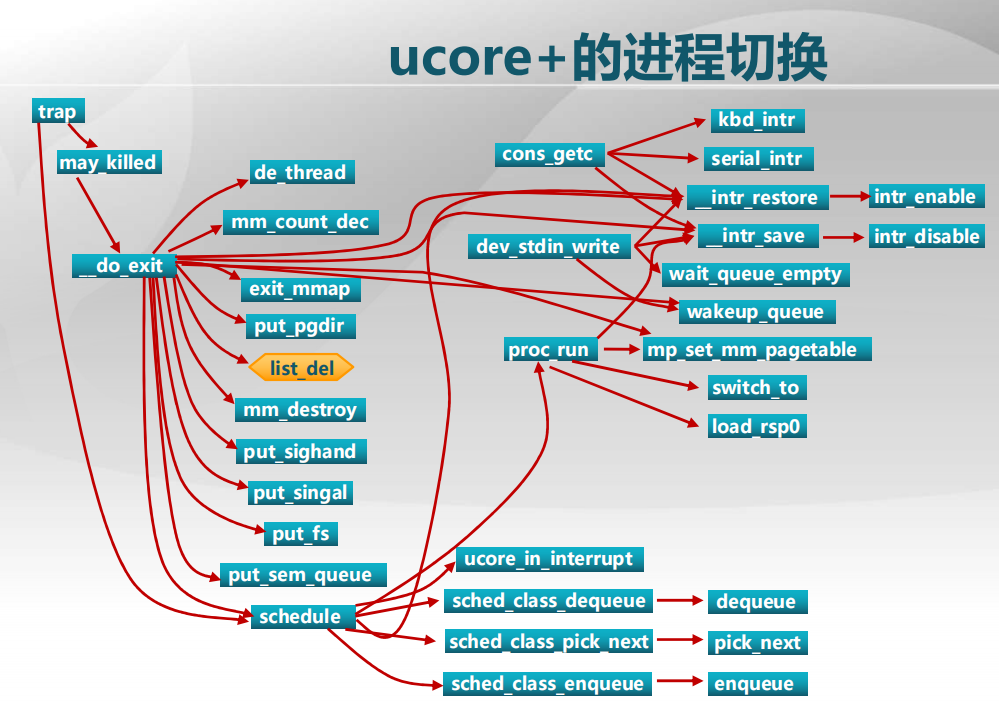 ucore+的进程切换
trap
may_killed
__do_exit
de_thread
mm_count_dec
exit_mmap
put_pgdir
list_del
mm_destroy
put_sighand
put_singal
put_fs
put_sem_queue
schedule
cons_getc
dev_stdin_write
proc_run
kbd_intr
serial_intr
__intr_restore
intr_enable
__intr_save
intr_disable
wait_queue_empty
wakeup_queue
mp_set_mm_pagetable
switch_to
load_rsp0
ucore_in_interrupt
sched_class_dequeue
dequeue
sched_class_pick_next
pick_next
sched_class_enqueue
enqueue